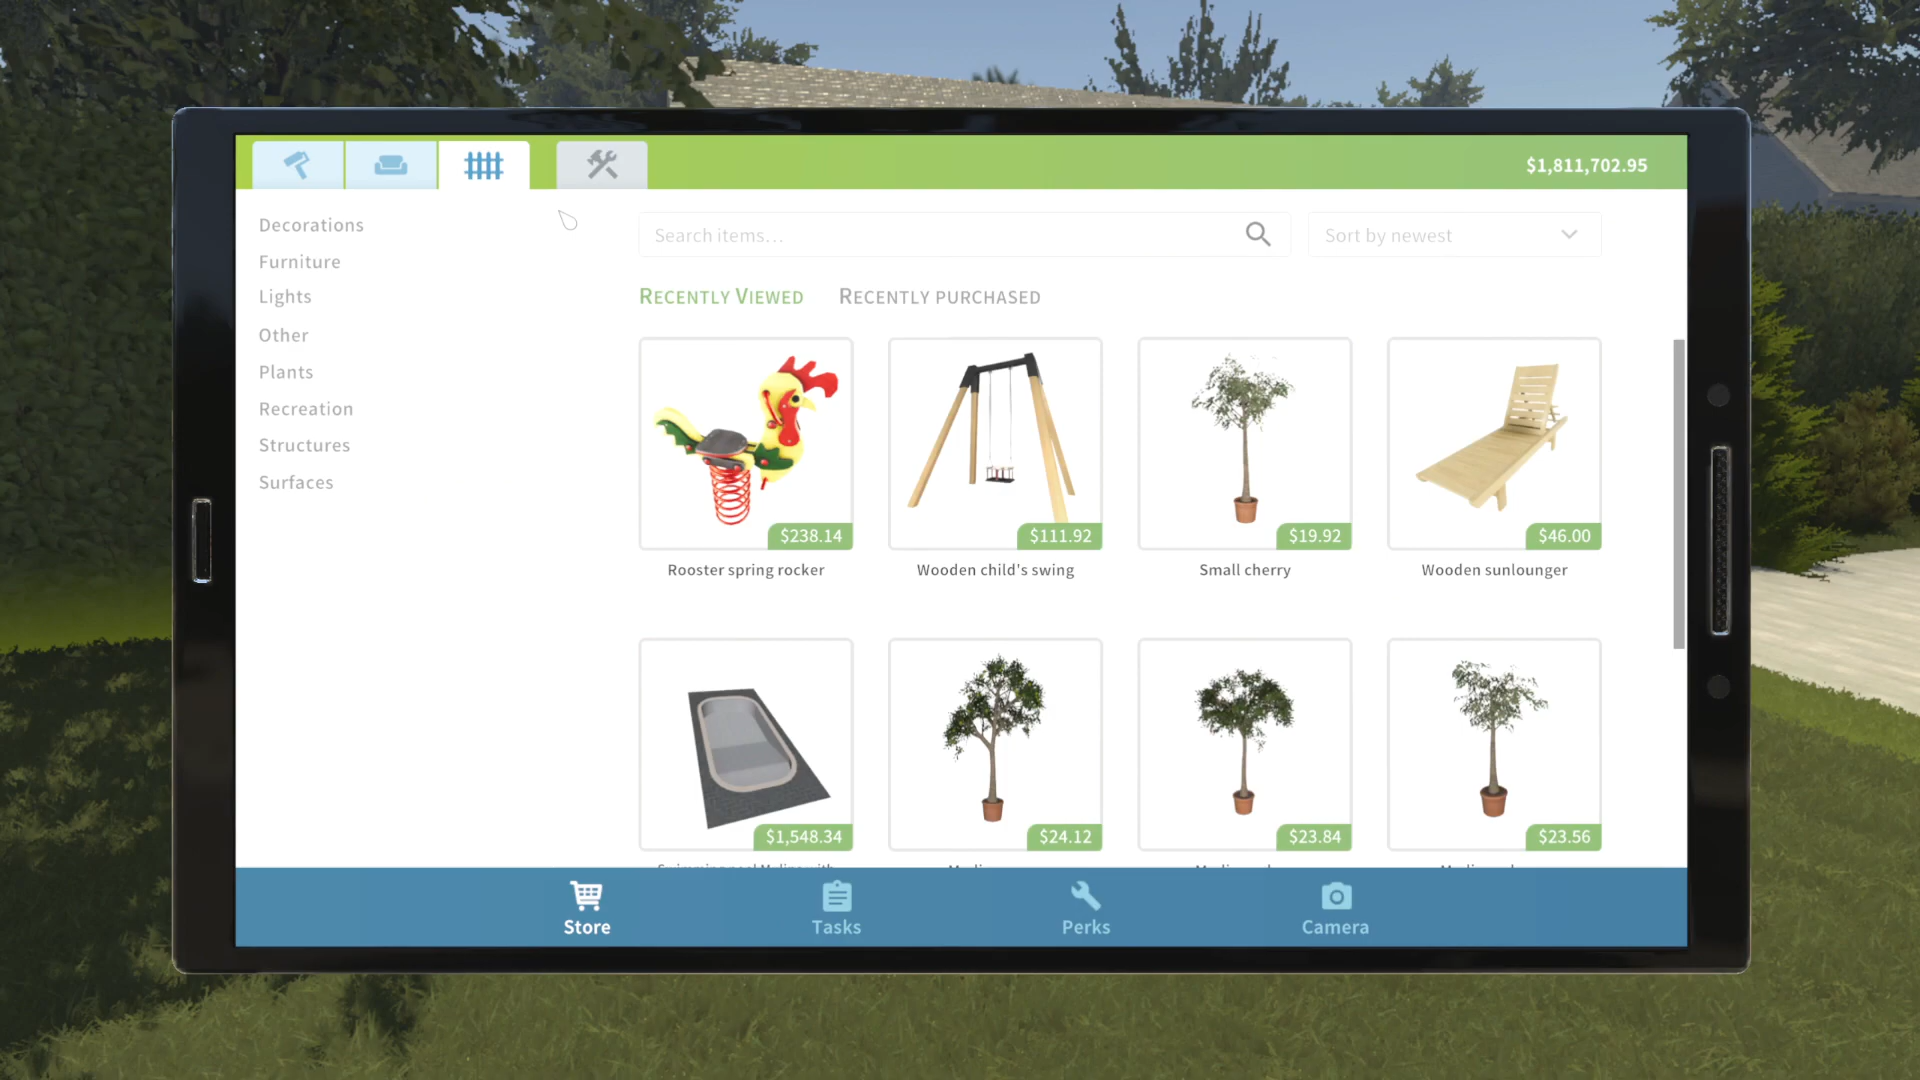 $1,811,702.95
Decorations
Furniture
Lights
Other
Plants
Recreation
Structures
Surfaces
Search items...
Sort by newest
RECENTLY VIEWED
RECENTLY PURCHASED
$238.14
$111.92
$19.92
$46.00
Rooster spring rocker
Wooden child's swing
Small cherry
Wooden sunlounger
$1,548.34
$24.12
$23.84
$23.56
Store
Tasks
Perks
Camera